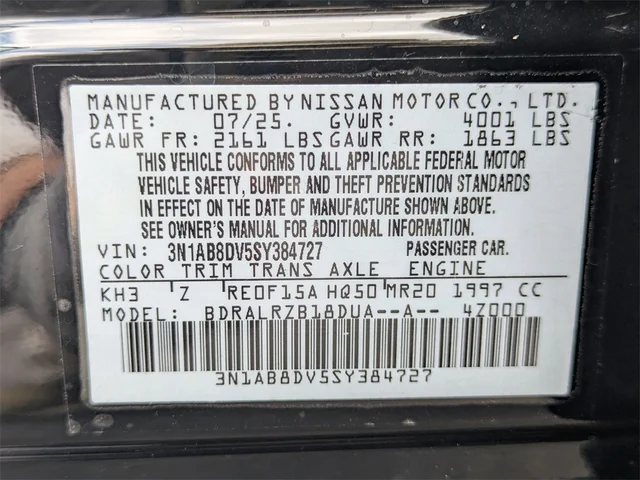 MANUFACTURED BY NISSAN MOTOR CO., LTD.
DATE: 07/25. GVWR: 4001 LBS
GAWR FR: 2161 LBS GAWR RR: 1863 LBS
THIS VEHICLE CONFORMS TO ALL APPLICABLE FEDERAL MOTOR
VEHICLE SAFETY, BUMPER AND THEFT PREVENTION STANDARDS
IN EFFECT ON THE DATE OF MANUFACTURE SHOWN ABOVE.
SEE OWNER'S MANUAL FOR ADDITIONAL INFORMATION.
VIN: 3N1AB8DV5SY384727 PASSENGER CAR.
COLOR TRIM TRANS AXLE ENGINE
KH3 Z RE0F15A HQ50 MR20 1997 CC
MODEL: BDRALRZB18DUA--A-- 4Z000
3N1AB8DV5SY384727